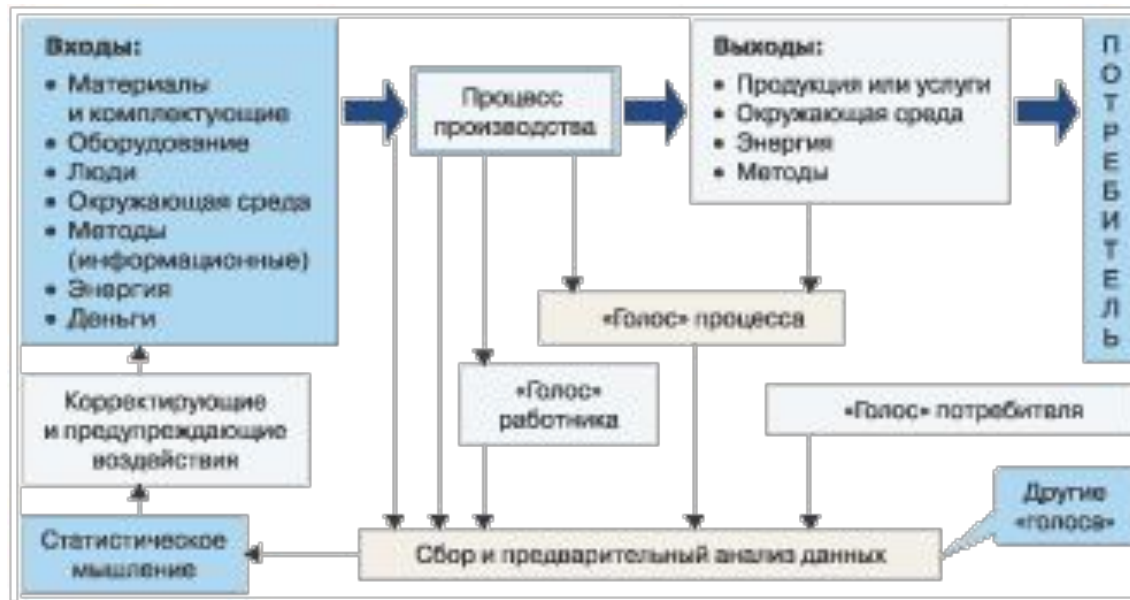 Входы:
• Материалы
и комплектующие
• Оборудование
• Люди
• Окружающая среда
• Методы
(информационные)
• Энергия
• Деньги
Процесс
производства
Выходы:
• Продукция или услуги
• Окружающая среда
• Энергия
• Методы
ПОТРЕБИТЕЛЬ
«Голос» процесса
«Голос»
работника
«Голос» потребителя
Корректирующие
и предупреждающие
воздействия
Другие
«голоса»
Статистическое
мышление
Сбор и предварительный анализ данных